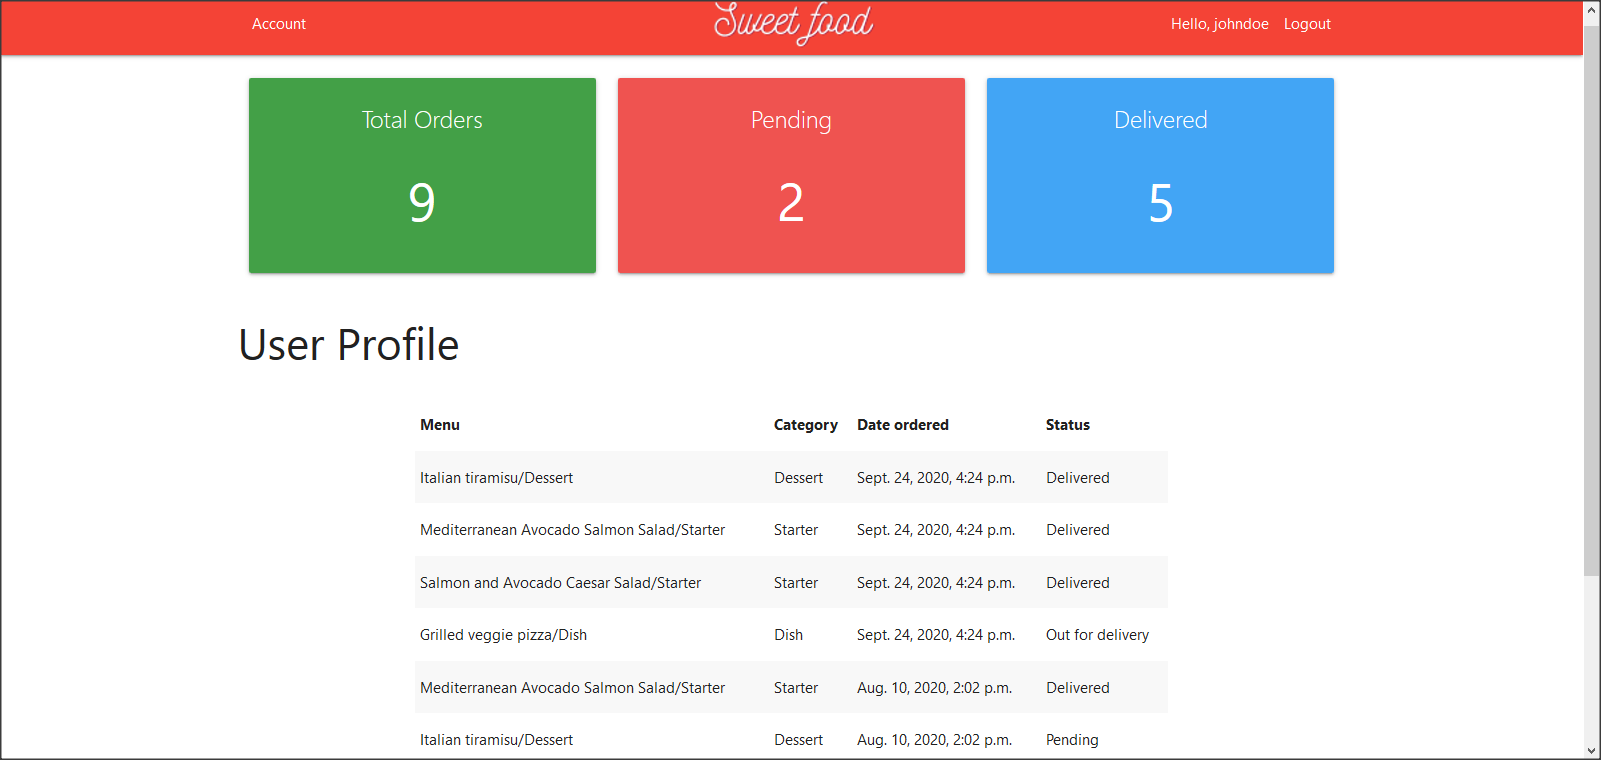 Account Sweet food Hello, johndoe Logout
Total Orders Pending Delivered
9 2 5
User Profile
Menu Category Date ordered Status
Italian tiramisu/Dessert Dessert Sept. 24, 2020, 4:24 p.m. Delivered
Mediterranean Avocado Salmon Salad/Starter Starter Sept. 24, 2020, 4:24 p.m. Delivered
Salmon and Avocado Caesar Salad/Starter Starter Sept. 24, 2020, 4:24 p.m. Delivered
Grilled veggie pizza/Dish Dish Sept. 24, 2020, 4:24 p.m. Out for delivery
Mediterranean Avocado Salmon Salad/Starter Starter Aug. 10, 2020, 2:02 p.m. Delivered
Italian tiramisu/Dessert Dessert Aug. 10, 2020, 2:02 p.m. Pending